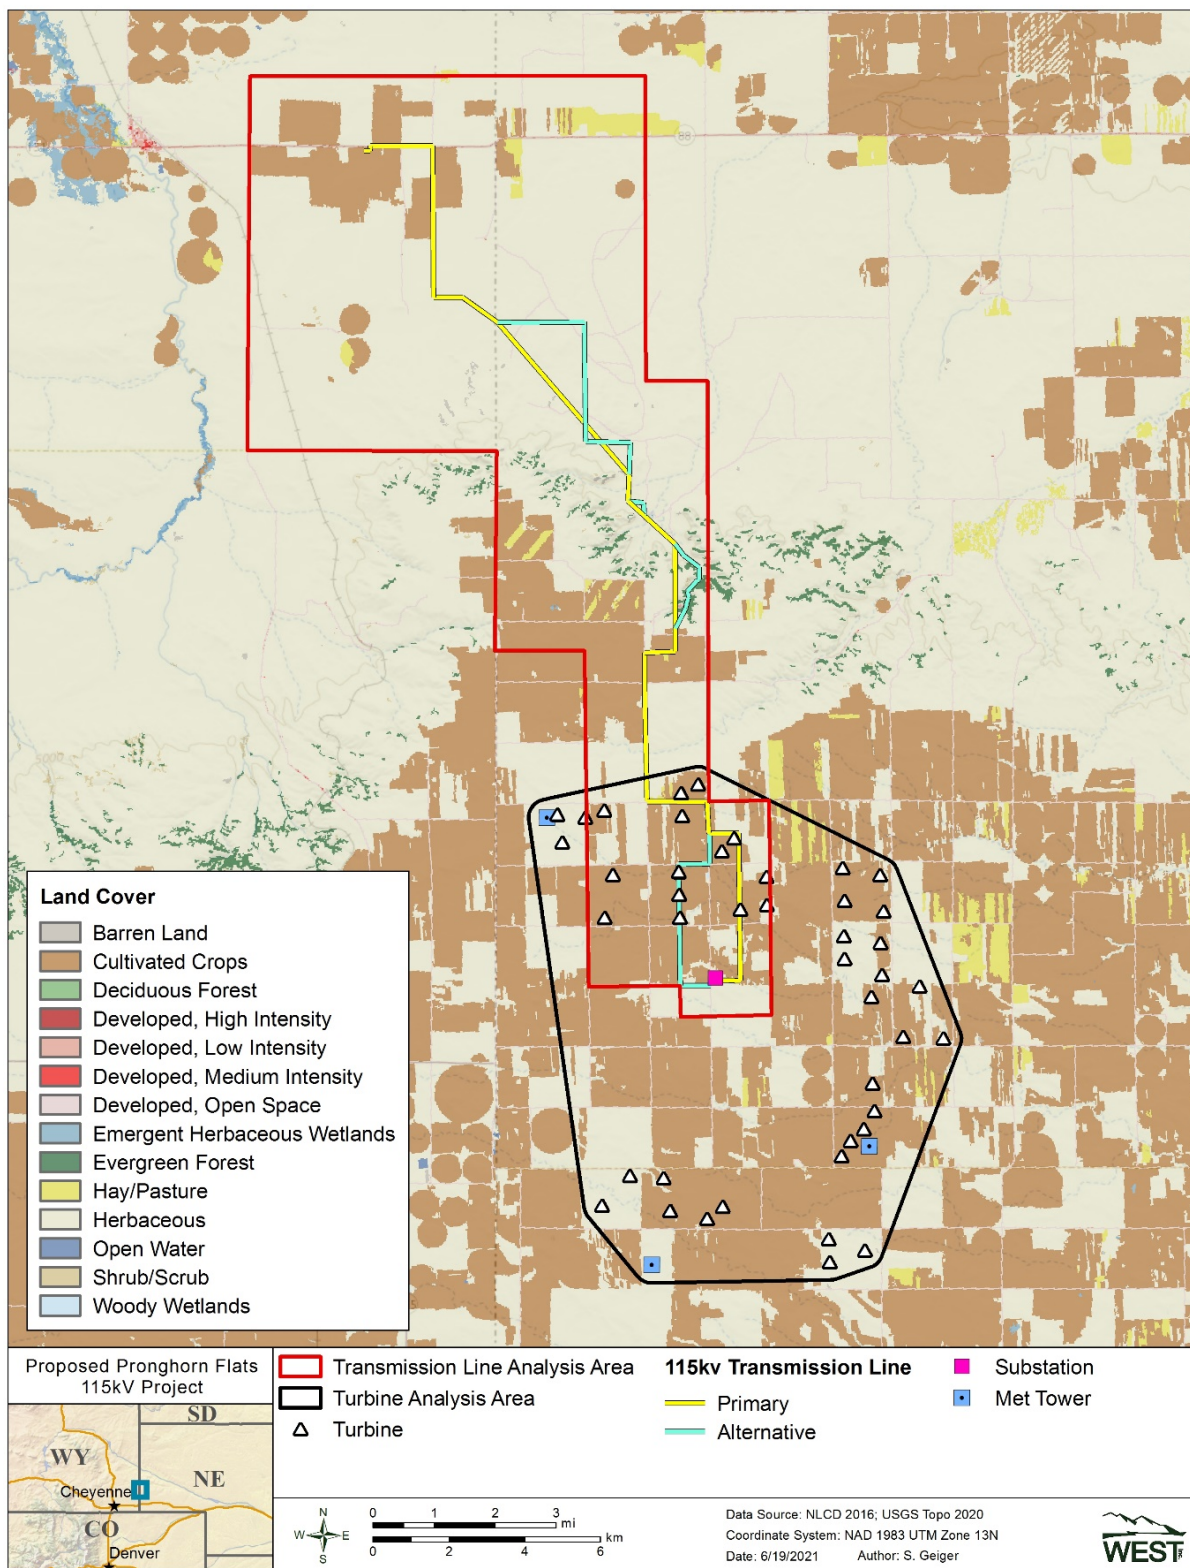 88
Land Cover
Barren Land
Cultivated Crops
Deciduous Forest
Developed, High Intensity
Developed, Low Intensity
Developed, Medium Intensity
Developed, Open Space
Emergent Herbaceous Wetlands
Evergreen Forest
Hay/Pasture
Herbaceous
Open Water
Shrub/Scrub
Woody Wetlands
Proposed Pronghorn Flats
115kV Project
SD
WY
NE
Cheyenne
CO
Denver
Transmission Line Analysis Area
Turbine Analysis Area
Turbine
115kv Transmission Line
Primary
Alternative
Substation
Met Tower
N
W E
S
0 1 2 3
mi
km
0 2 4 6
Data Source: NLCD 2016; USGS Topo 2020
Coordinate System: NAD 1983 UTM Zone 13N
Date: 6/19/2021 Author: S. Geiger
WEST